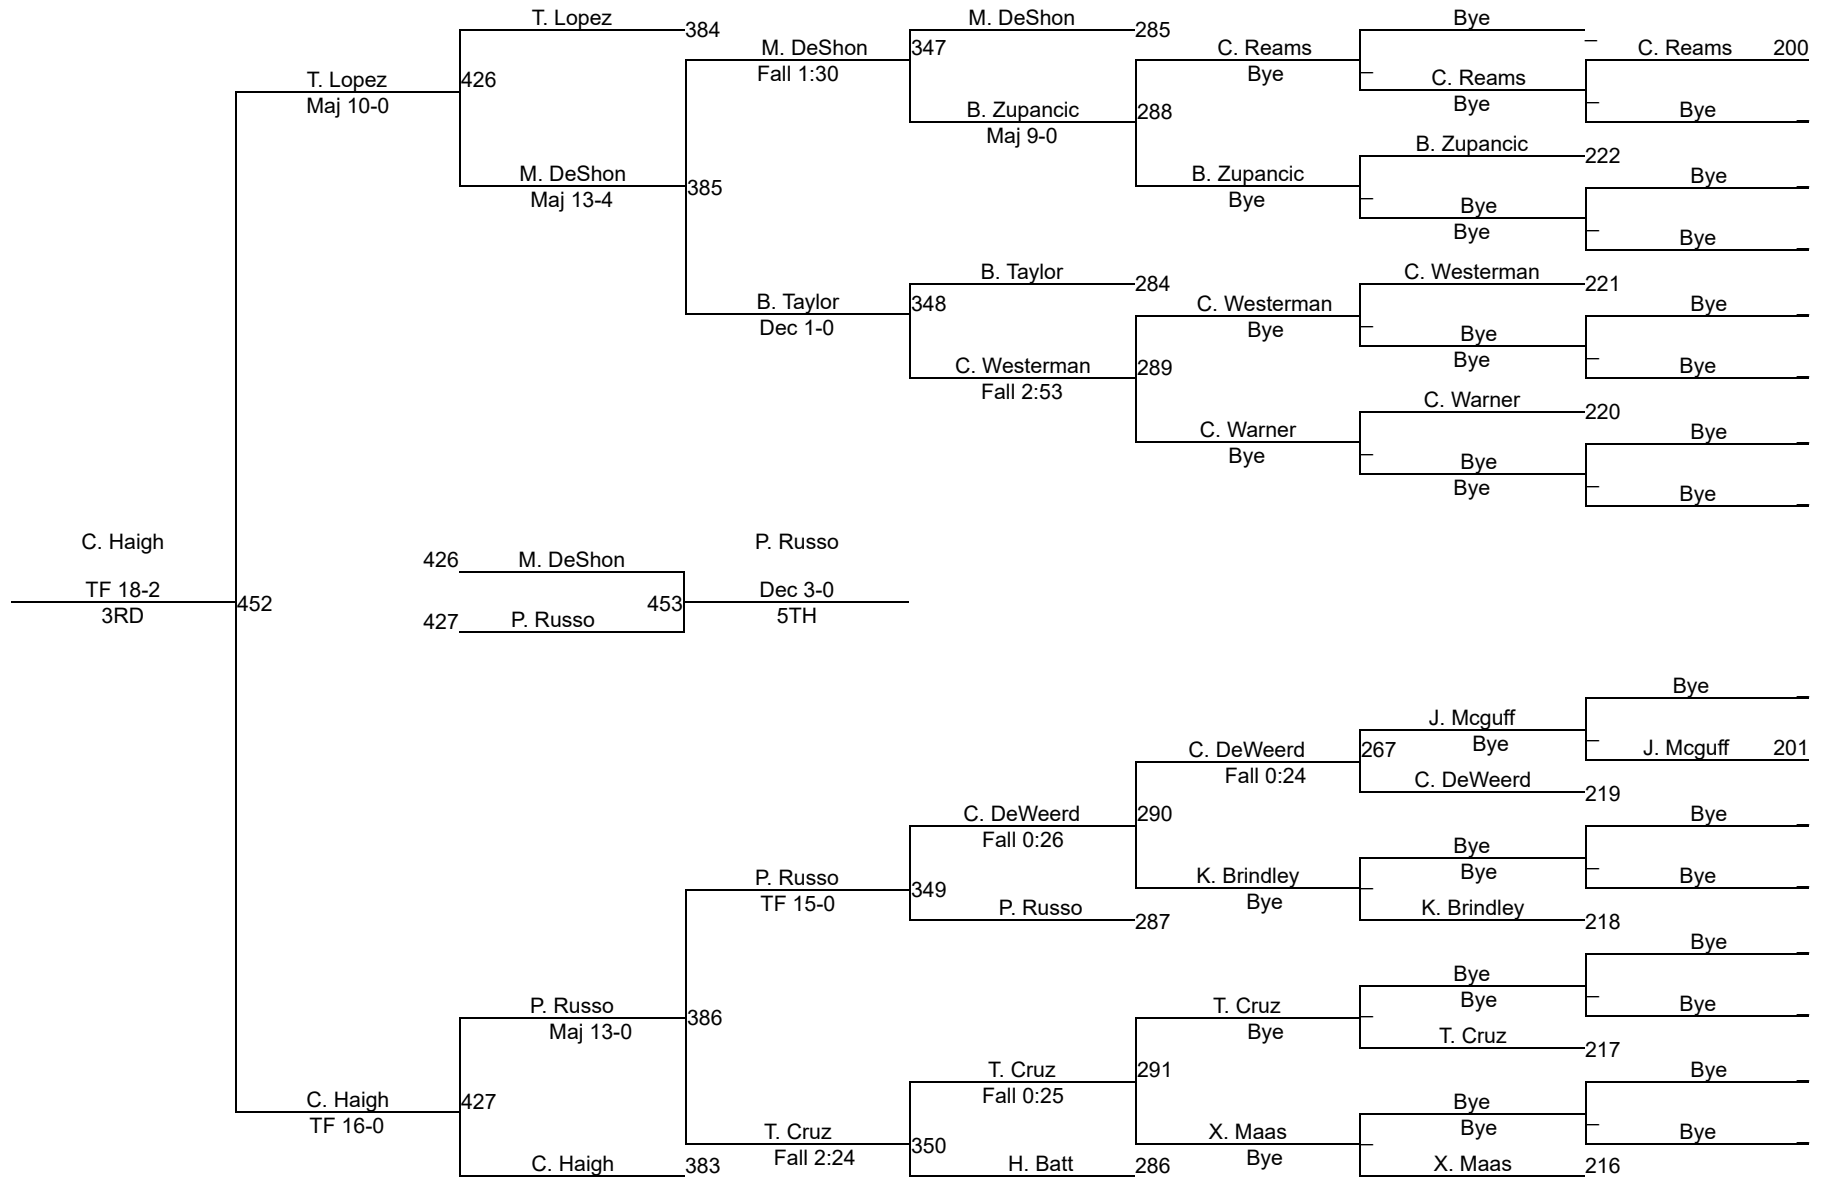 T. Lopez
384
M. DeShon
285
Bye
M. DeShon
347
C. Reams
_
C. Reams 200
T. Lopez
426
Fall 1:30
Bye
_
C. Reams
Maj 10-0
B. Zupancic
288
Bye
_
Bye
_
Maj 9-0
B. Zupancic
222
M. DeShon
385
B. Zupancic
Bye
_
Maj 13-4
Bye
_
Bye
Bye
_
Bye
_
B. Taylor
284
C. Westerman
221
B. Taylor
348
C. Westerman
Bye
_
Dec 1-0
Bye
_
Bye
C. Westerman
289
Bye
_
Bye
_
Fall 2:53
C. Warner
220
C. Warner
Bye
_
Bye
_
Bye
Bye
_
Bye
_
C. Haigh
P. Russo
426
M. DeShon
TF 18-2
452
453
Dec 3-0
3RD
427
P. Russo
5TH
Bye
_
J. Mcguff
C. DeWeerd
267
Bye
_
J. Mcguff 201
Fall 0:24
C. DeWeerd
219
C. DeWeerd
290
Bye
_
Fall 0:26
Bye
P. Russo
349
K. Brindley
_
Bye
_
Bye
_
TF 15-0
P. Russo
287
Bye
K. Brindley
218
Bye
_
Bye
P. Russo
386
T. Cruz
_
Bye
_
Bye
_
Maj 13-0
Bye
T. Cruz
217
T. Cruz
291
Bye
_
C. Haigh
427
Fall 0:25
Bye
TF 16-0
T. Cruz
350
X. Maas
_
Bye
_
Bye
_
C. Haigh
383
Fall 2:24
H. Batt
286
Bye
X. Maas
216